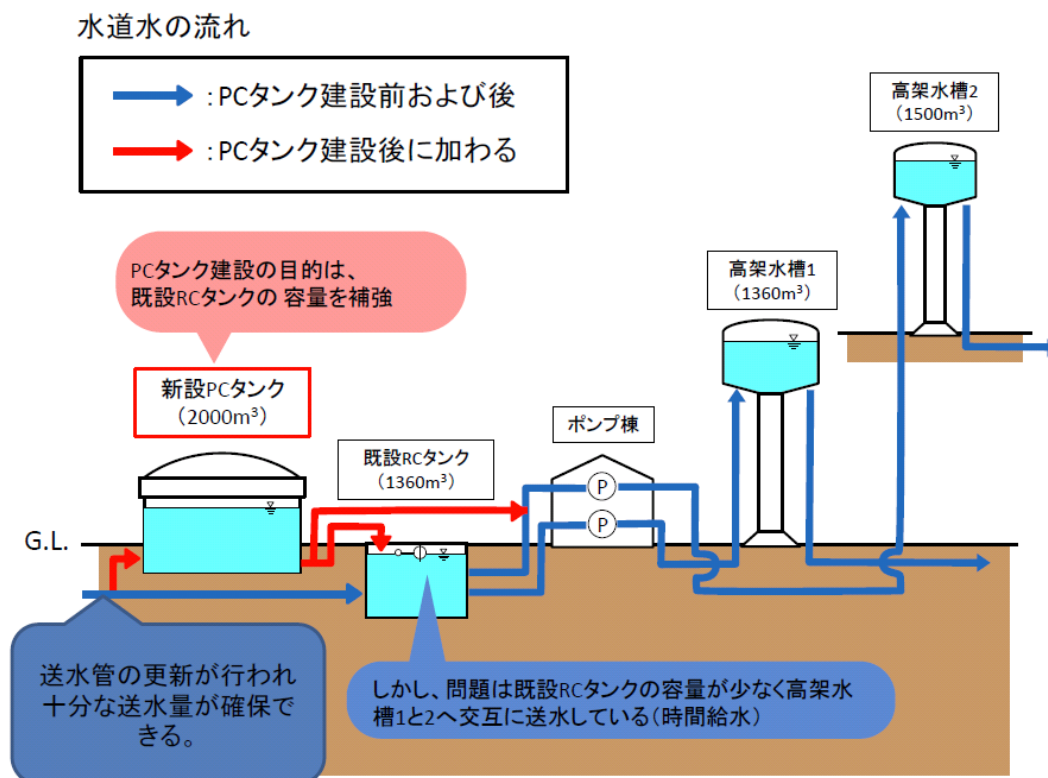 水道水の流れ
：PCタンク建設前および後
：PCタンク建設後に加わる
高架水槽2
（1500m³）
PCタンク建設の目的は、
既設RCタンクの 容量を補強
高架水槽1
（1360m³）
新設PCタンク
（2000m³）
既設RCタンク
（1360m³）
ポンプ棟
P
P
G.L.
送水管の更新が行われ
十分な送水量が確保で
きる。
しかし、問題は既設RCタンクの容量が少なく高架水
槽1と2へ交互に送水している（時間給水）